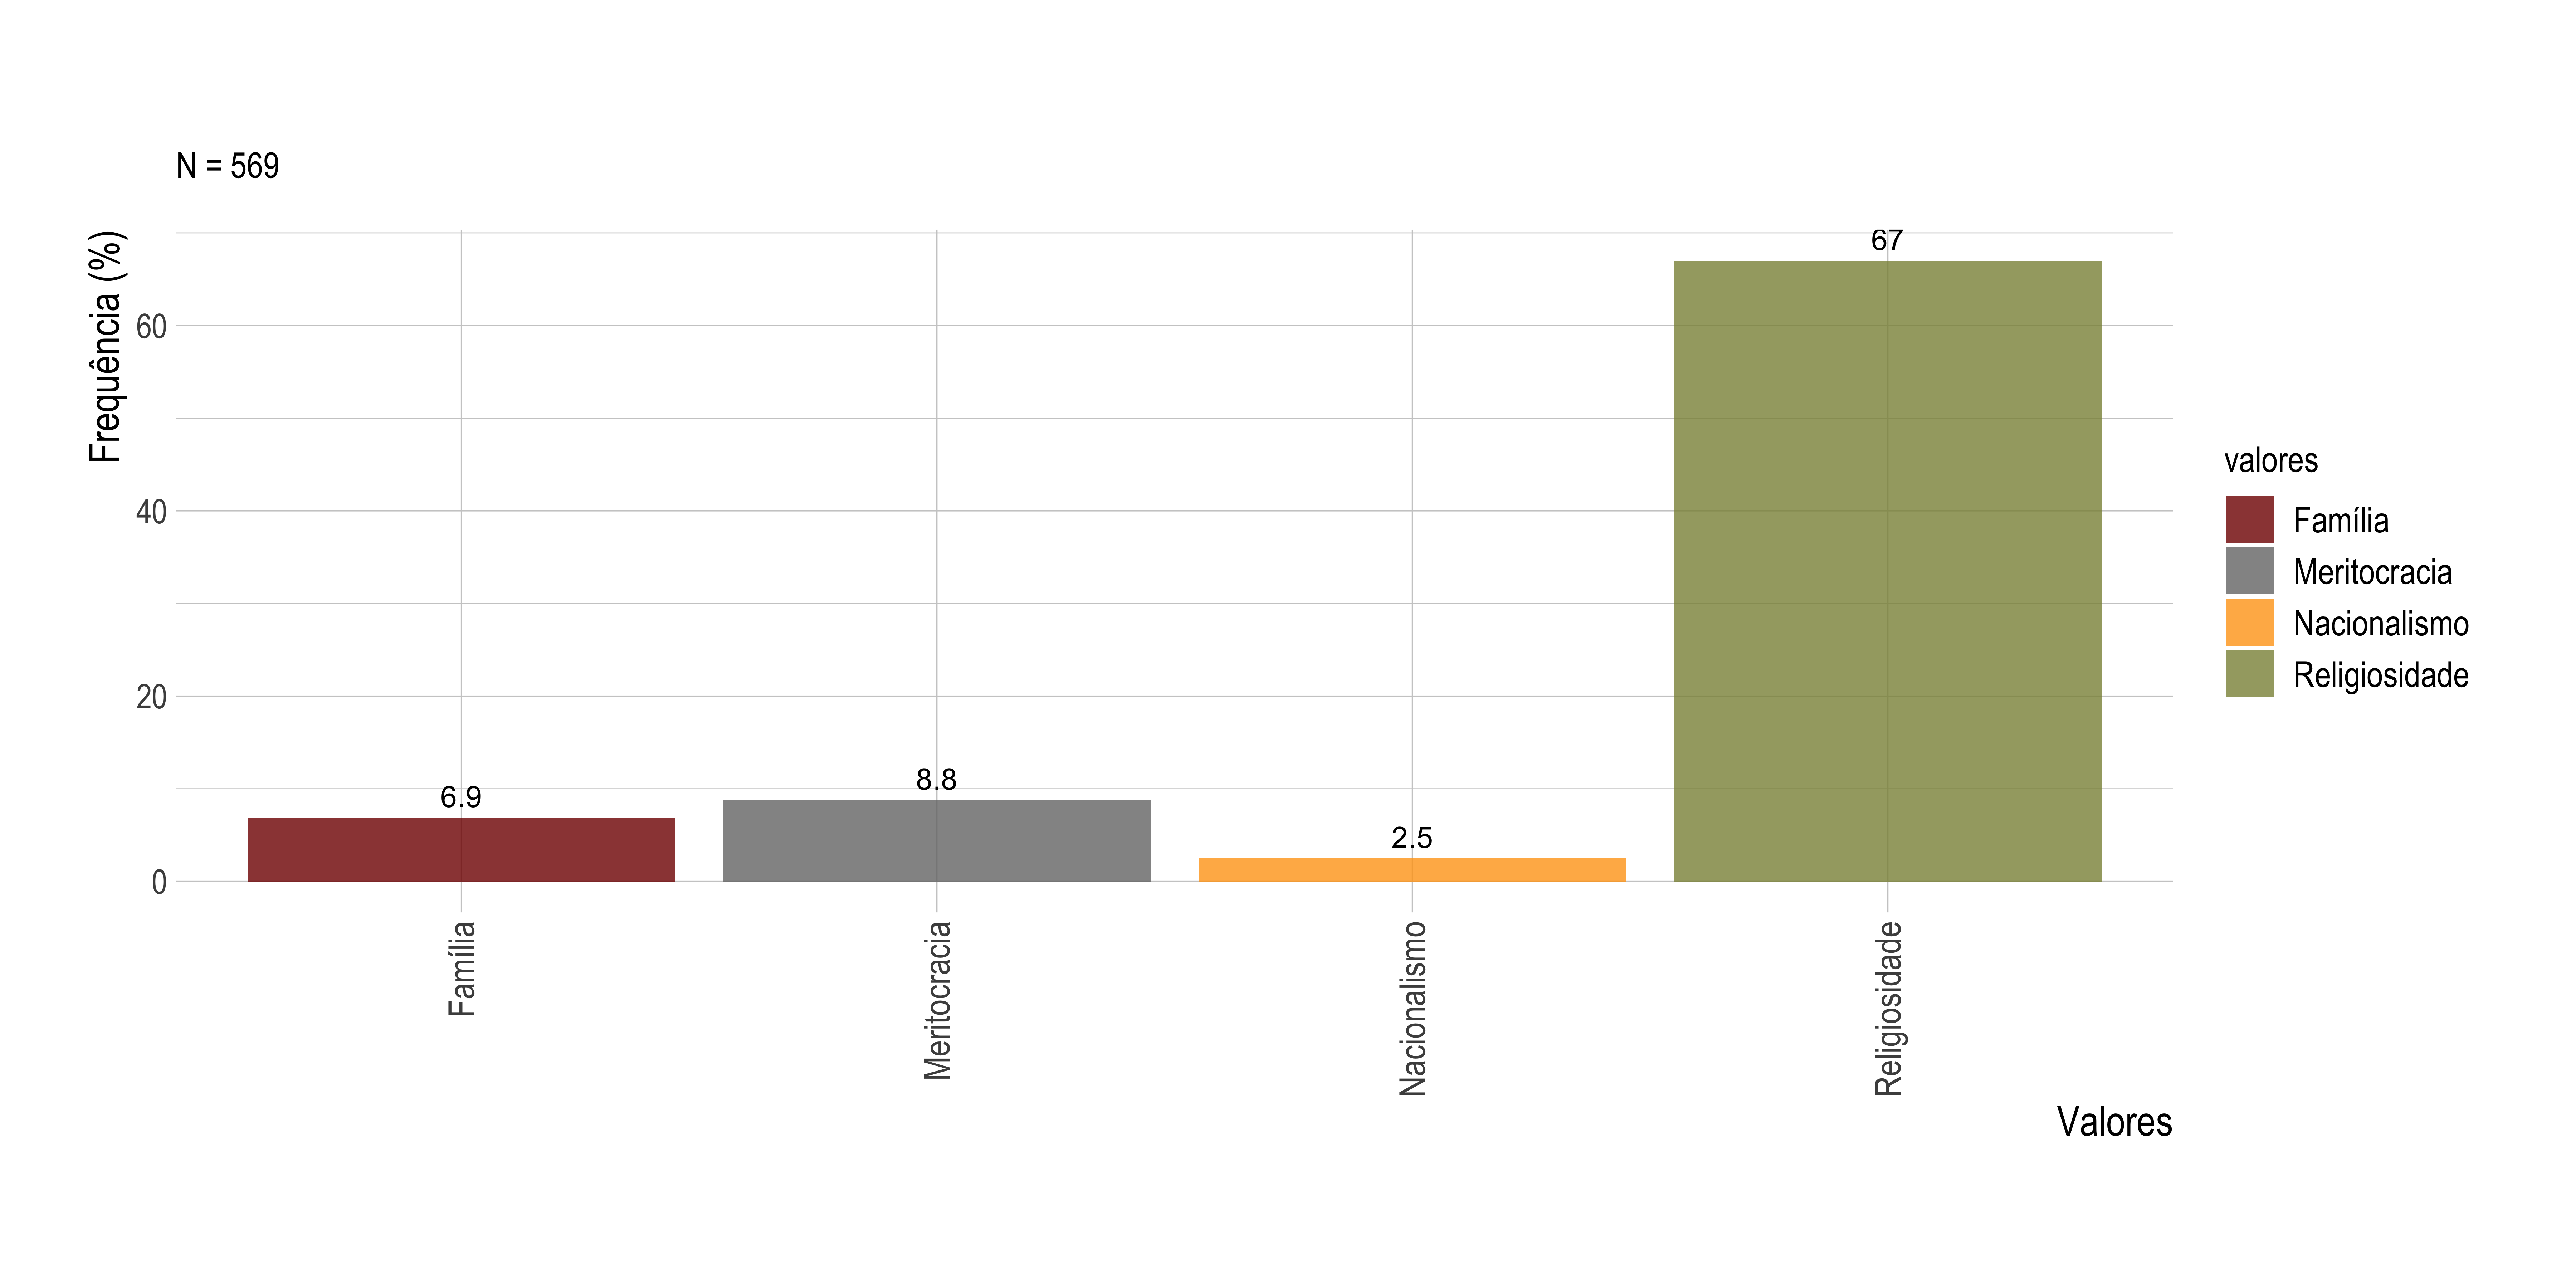 N = 569
Frequência (%)
60
40
20
0
6.9
8.8
2.5
67
Família
Meritocracia
Nacionalismo
Religiosidade
Valores
valores
Família
Meritocracia
Nacionalismo
Religiosidade